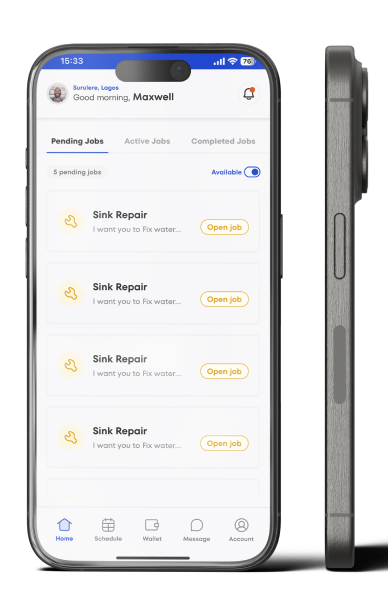 15:33
76
Surulere, Lagos
Good morning, Maxwell
Pending Jobs Active Jobs Completed Jobs
5 pending jobs Available
Sink Repair
I want you to Fix water... Open job
Sink Repair
I want you to Fix water... Open job
Sink Repair
I want you to Fix water... Open job
Sink Repair
I want you to Fix water... Open job
Home Schedule Wallet Message Account